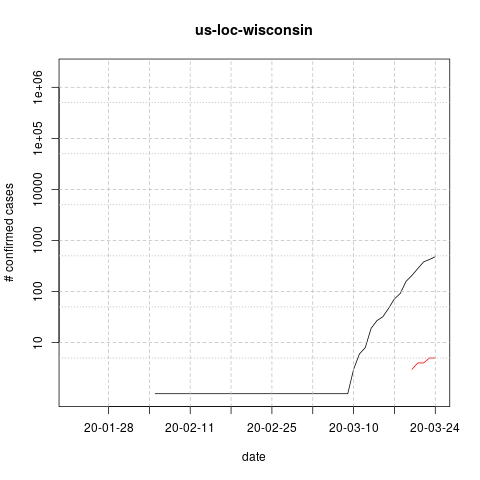 us-loc-wisconsin
# confirmed cases
1e+06
1e+05
10000
1000
100
10
20-01-28 20-02-11 20-02-25 20-03-10 20-03-24
date